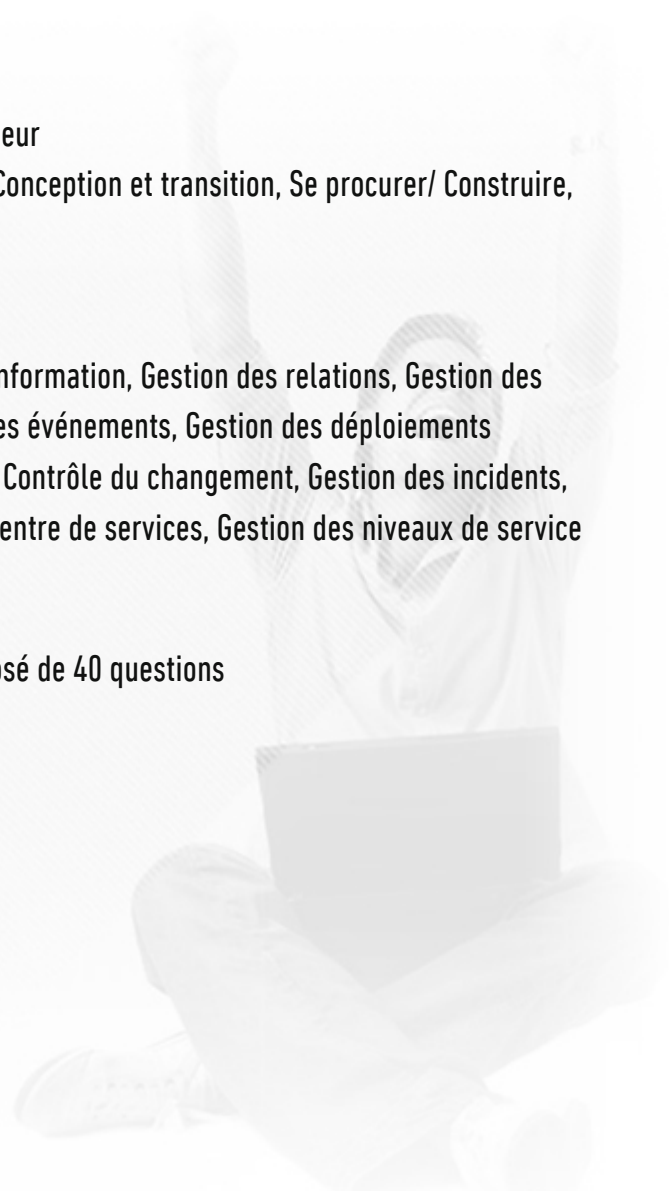 eur
Conception et transition, Se procurer/ Construire,
nformation, Gestion des relations, Gestion des
es événements, Gestion des déploiements
Contrôle du changement, Gestion des incidents,
entre de services, Gestion des niveaux de service
sé de 40 questions